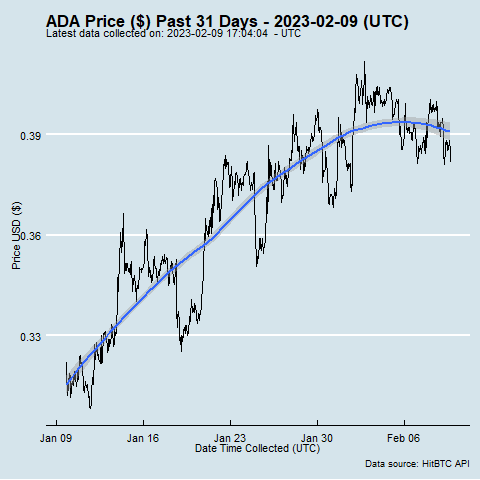 ADA Price ($) Past 31 Days - 2023-02-09 (UTC)
Latest data collected on: 2023-02-09 17:04:04 - UTC
0.39
0.36
0.33
Price USD ($)
Jan 09 Jan 16 Jan 23 Jan 30 Feb 06
Date Time Collected (UTC)
Data source: HitBTC API